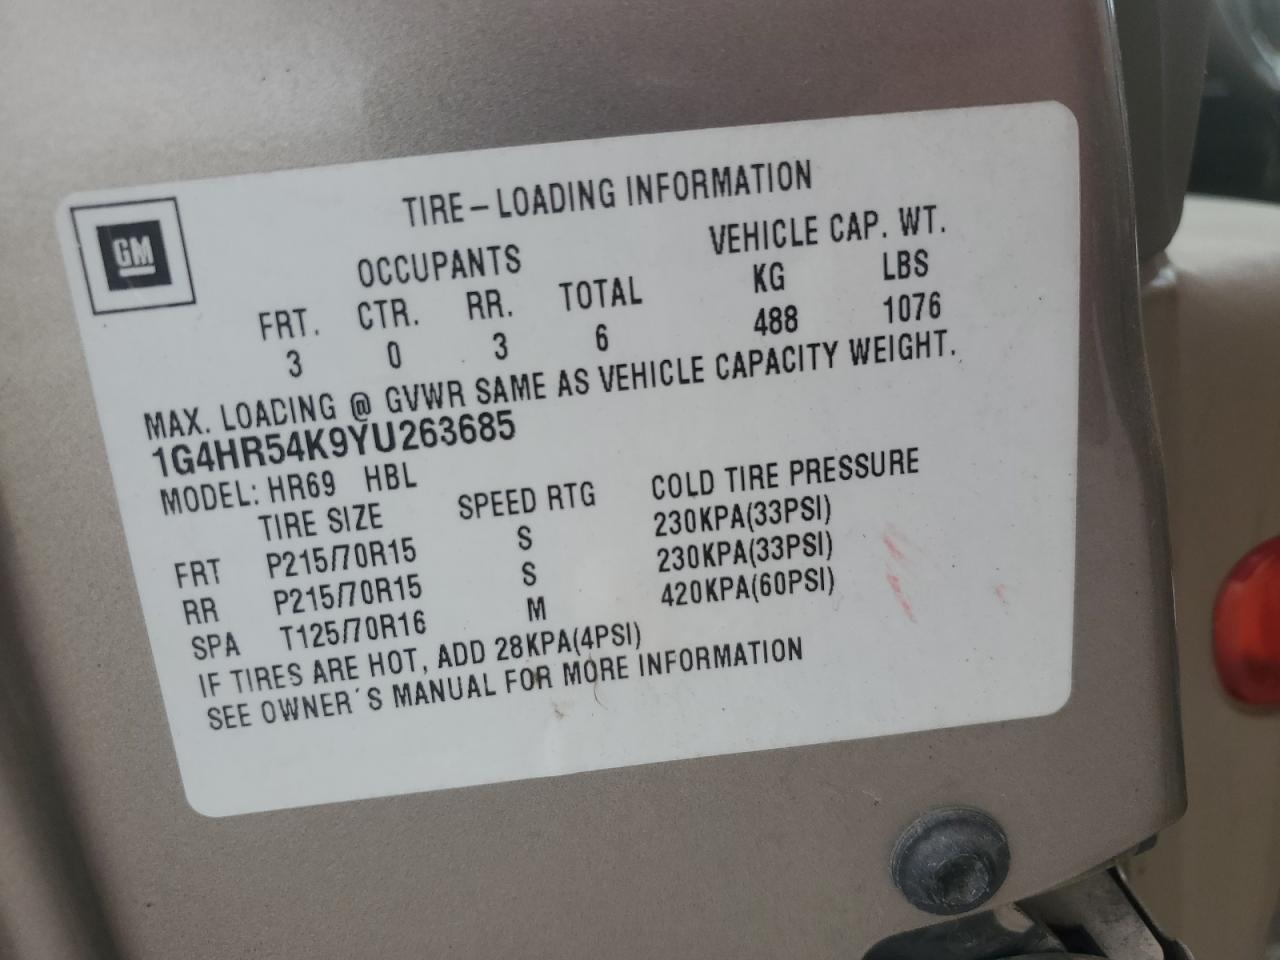 GM
TIRE-LOADING INFORMATION
OCCUPANTS VEHICLE CAP. WT.
FRT. CTR. RR. TOTAL KG LBS
3 0 3 6 488 1076
MAX. LOADING @ GVWR SAME AS VEHICLE CAPACITY WEIGHT.
1G4HR54K9YU263685
MODEL: HR69 HBL
TIRE SIZE SPEED RTG COLD TIRE PRESSURE
FRT P215/70R15 S 230KPA(33PSI)
RR P215/70R15 S 230KPA(33PSI)
SPA T125/70R16 M 420KPA(60PSI)
IF TIRES ARE HOT, ADD 28KPA(4PSI)
SEE OWNER´S MANUAL FOR MORE INFORMATION